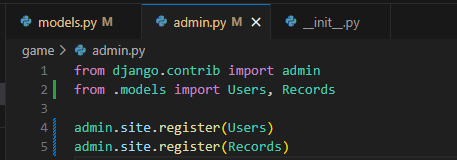 models.py M admin.py M × __init__.py
game > admin.py
1 from django.contrib import admin
2 from .models import Users, Records
3
4 admin.site.register(Users)
5 admin.site.register(Records)